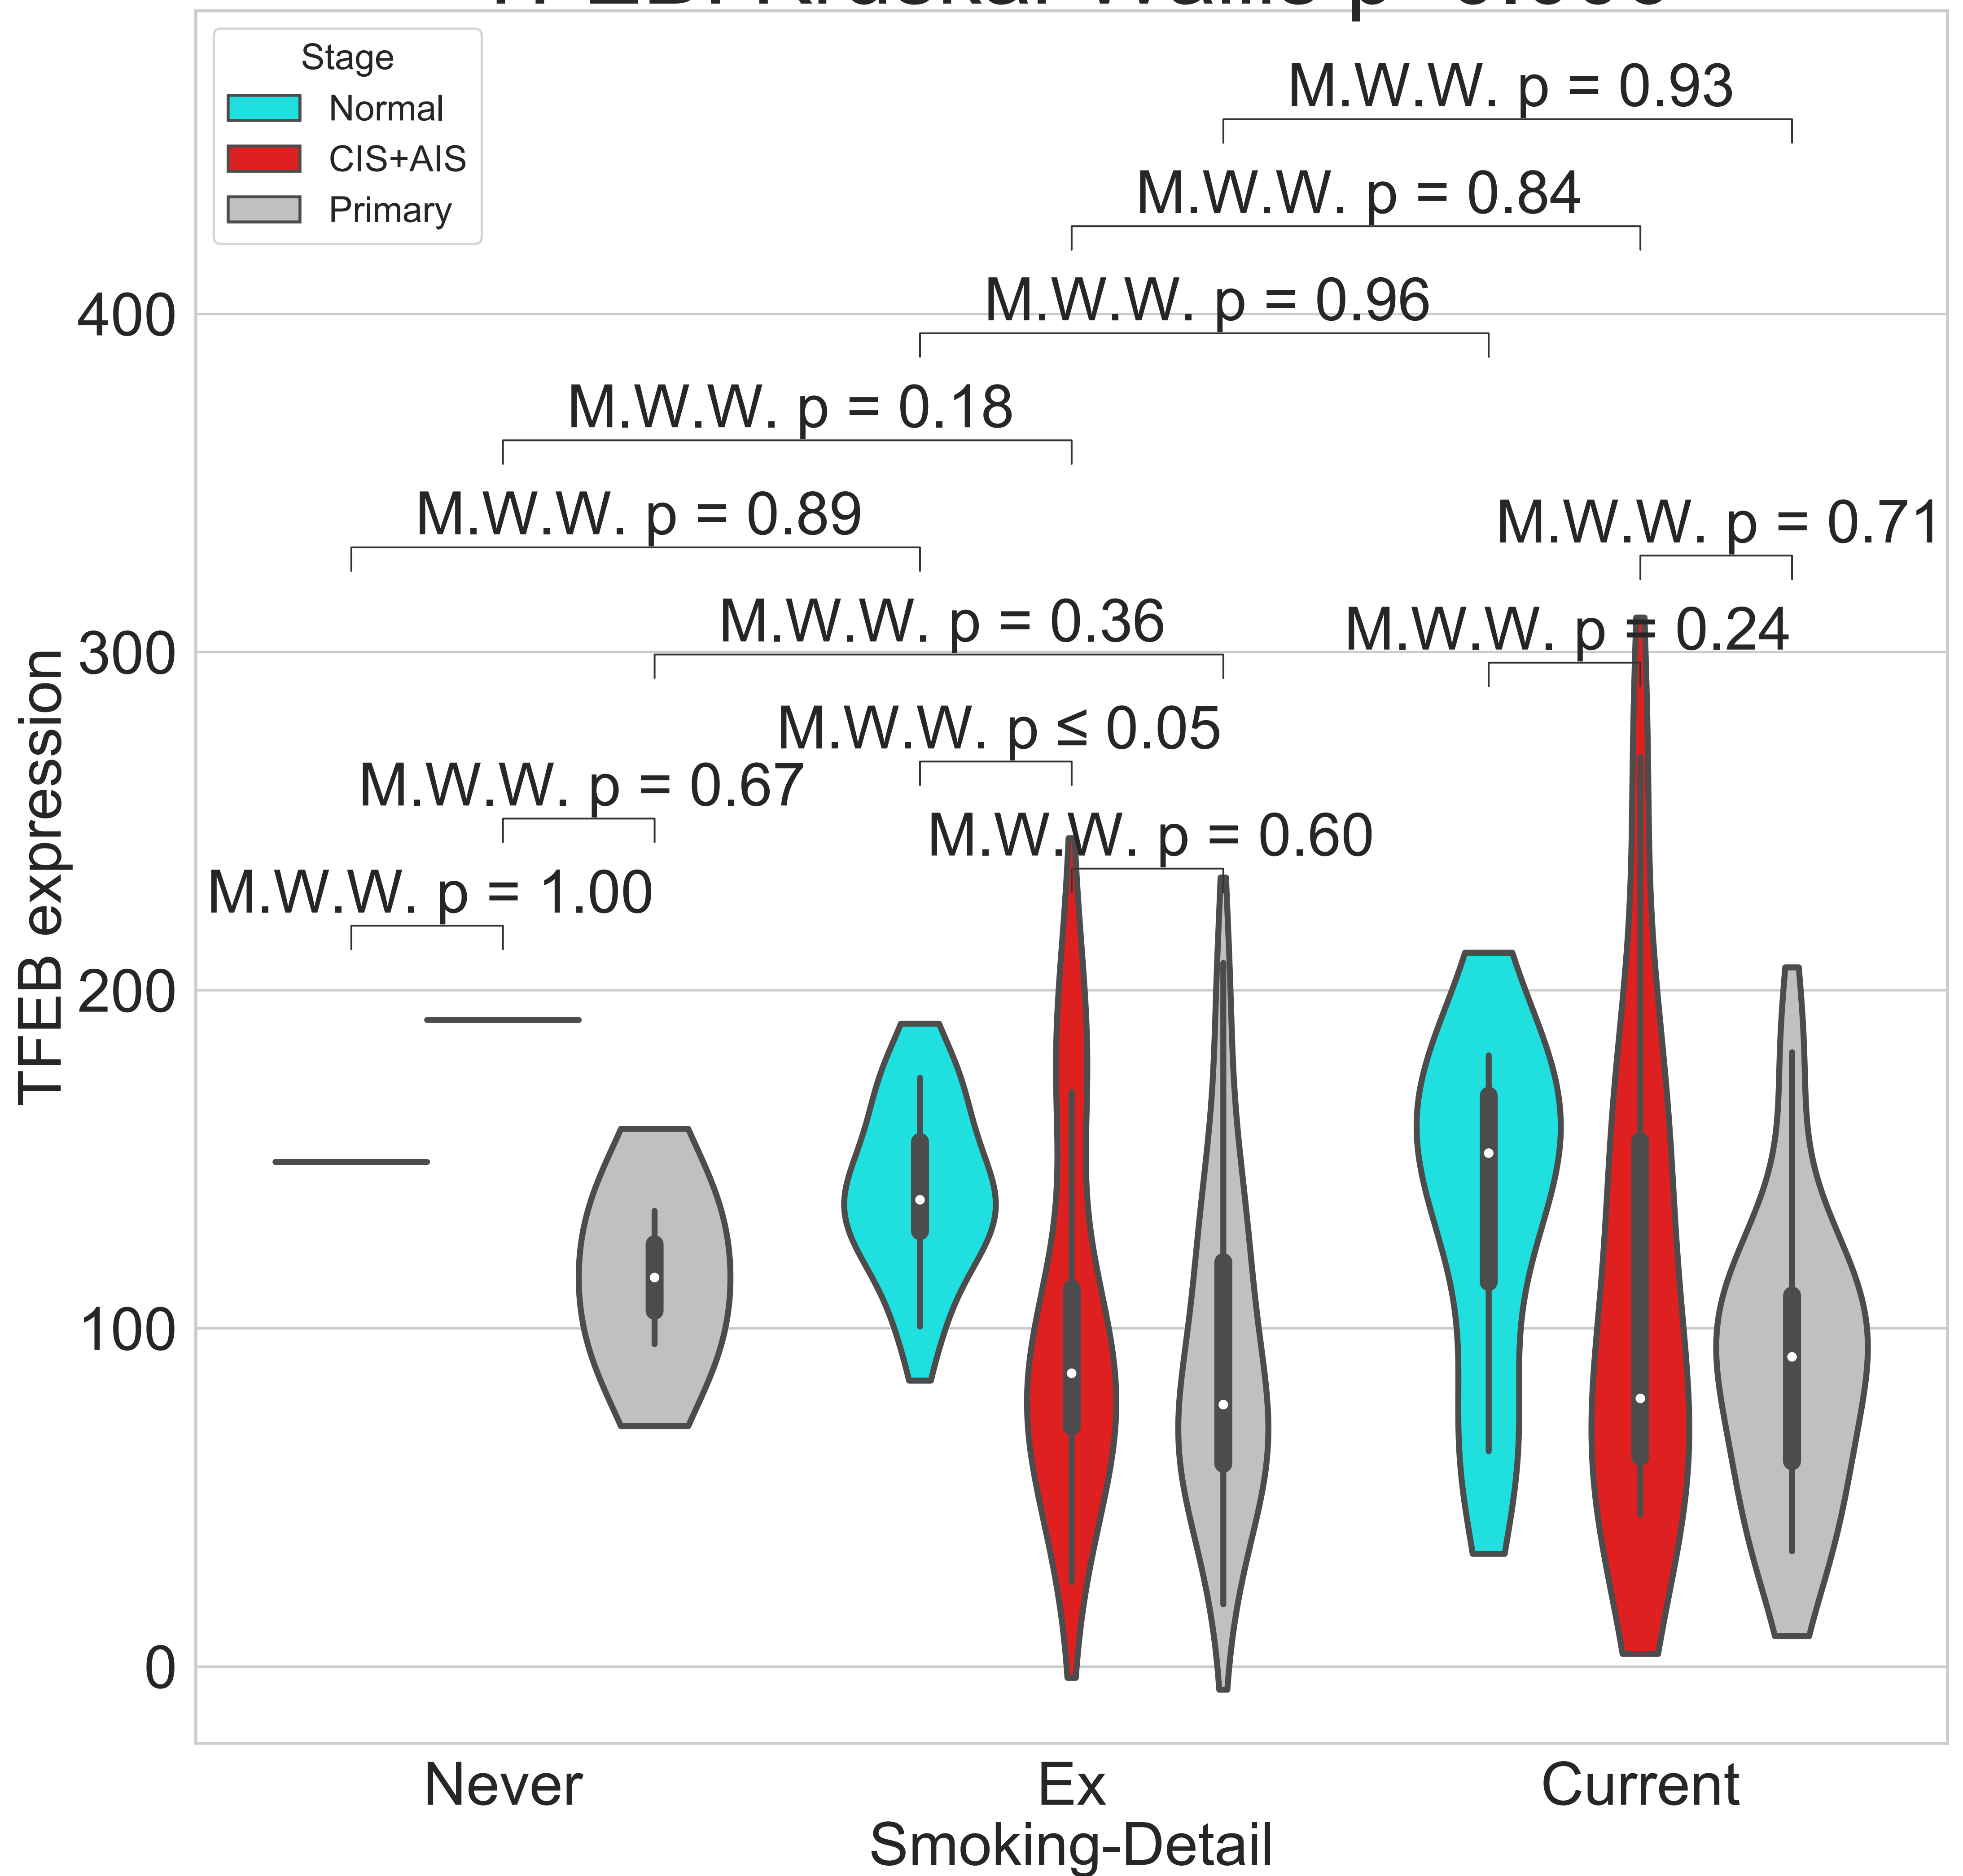 Stage
Normal
CIS+AIS
Primary
M.W.W. p = 0.93
M.W.W. p = 0.84
M.W.W. p = 0.96
M.W.W. p = 0.18
M.W.W. p = 0.89
M.W.W. p = 0.71
M.W.W. p = 0.36
M.W.W. p = 0.24
M.W.W. p ≤ 0.05
M.W.W. p = 0.67
M.W.W. p = 0.60
M.W.W. p = 1.00
TFEB expression
400
300
200
100
0
Never
Ex
Current
Smoking-Detail